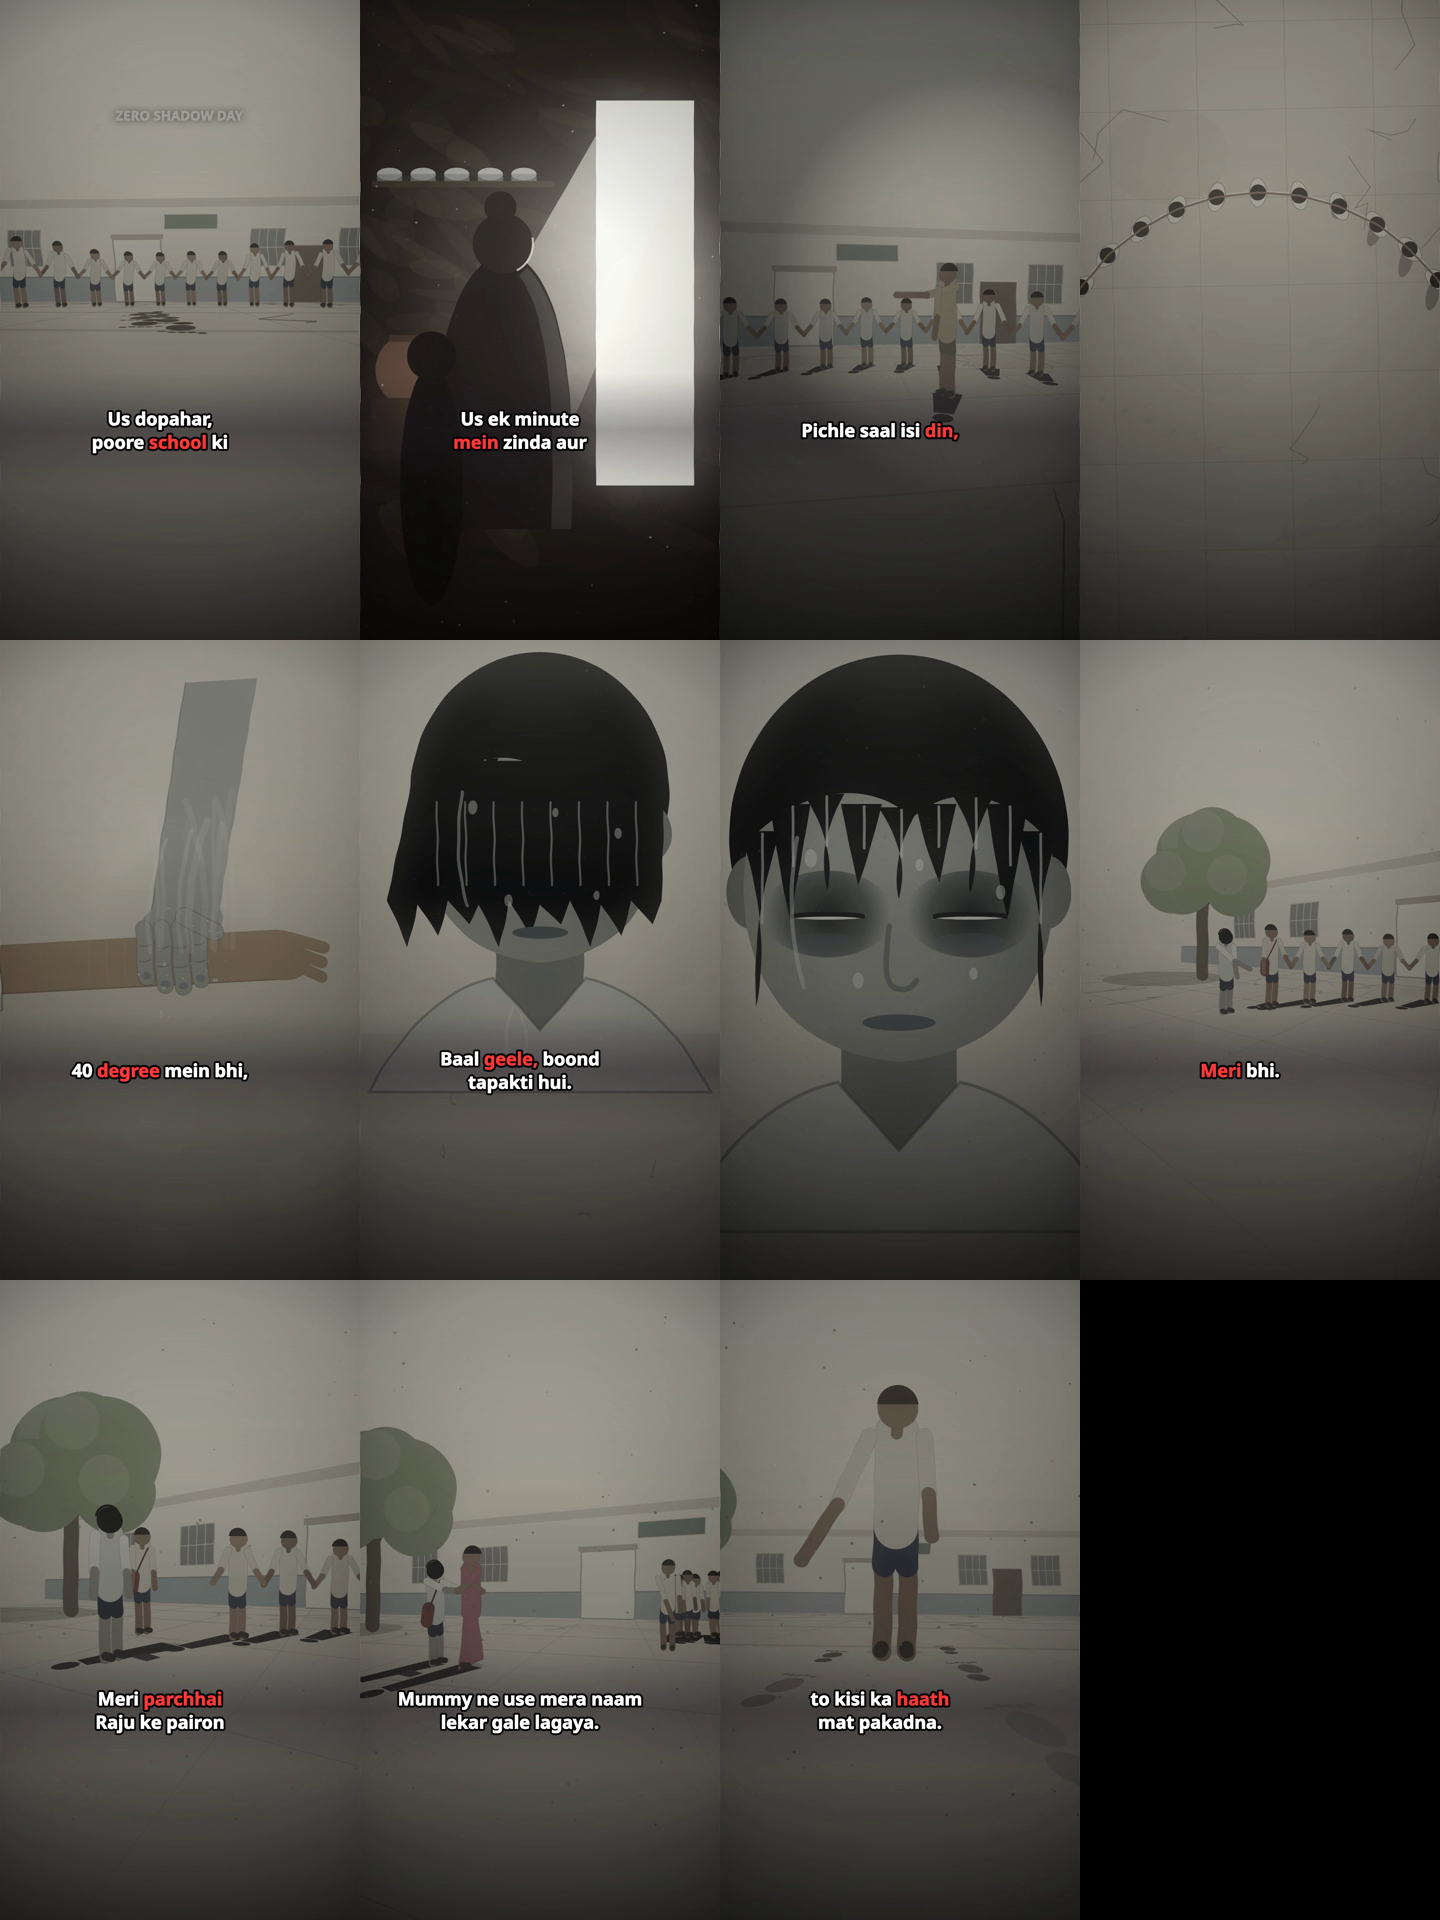 ZERO SHADOW DAY
Us dopahar,
poore school ki
Us ek minute
mein zinda aur
Pichle saal isi din,
40 degree mein bhi,
Baal geele, boond
tapakti hui.
Meri bhi.
Meri parchhai
Raju ke pairon
Mummy ne use mera naam
lekar gale lagaya.
to kisi ka haath
mat pakadna.